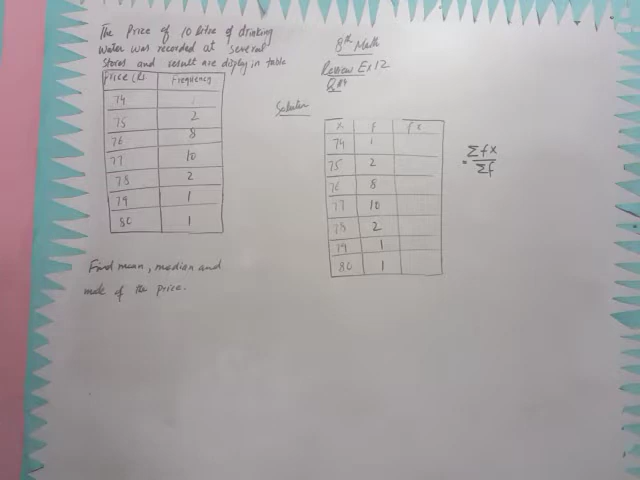 The Price of 10 litre of drinking
water was recorded at several
stores and result are display in table
Price (Rs Frequency
74 1
75 2
76 8
77 10
78 2
79 1
80 1
Find mean, median and
mode of the price.
8th Math
Review Ex 12
Q#4
Solution
x f fx
74 1
75 2
76 8
77 10
78 2
79 1
80 1
= Σfx
Σf